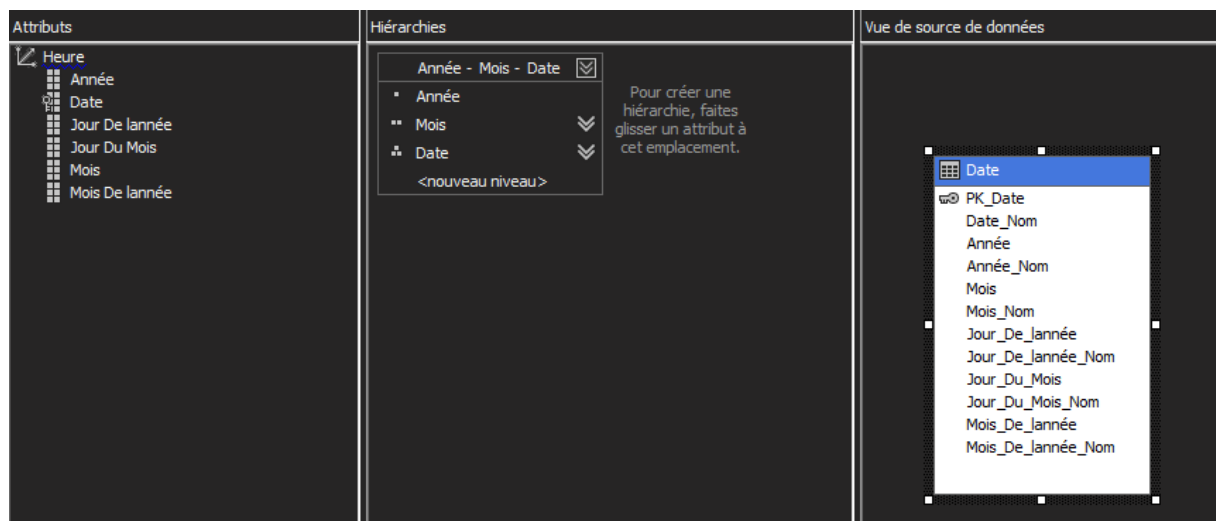 Attributs
Heure
Année
Date
Jour De lannée
Jour Du Mois
Mois
Mois De lannée
Hiérarchies
Année - Mois - Date
Année
Mois
Date
<nouveau niveau>
Pour créer une
hiérarchie, faites
glisser un attribut à
cet emplacement.
Vue de source de données
Date
PK_Date
Date_Nom
Année
Année_Nom
Mois
Mois_Nom
Jour_De_lannée
Jour_De_lannée_Nom
Jour_Du_Mois
Jour_Du_Mois_Nom
Mois_De_lannée
Mois_De_lannée_Nom